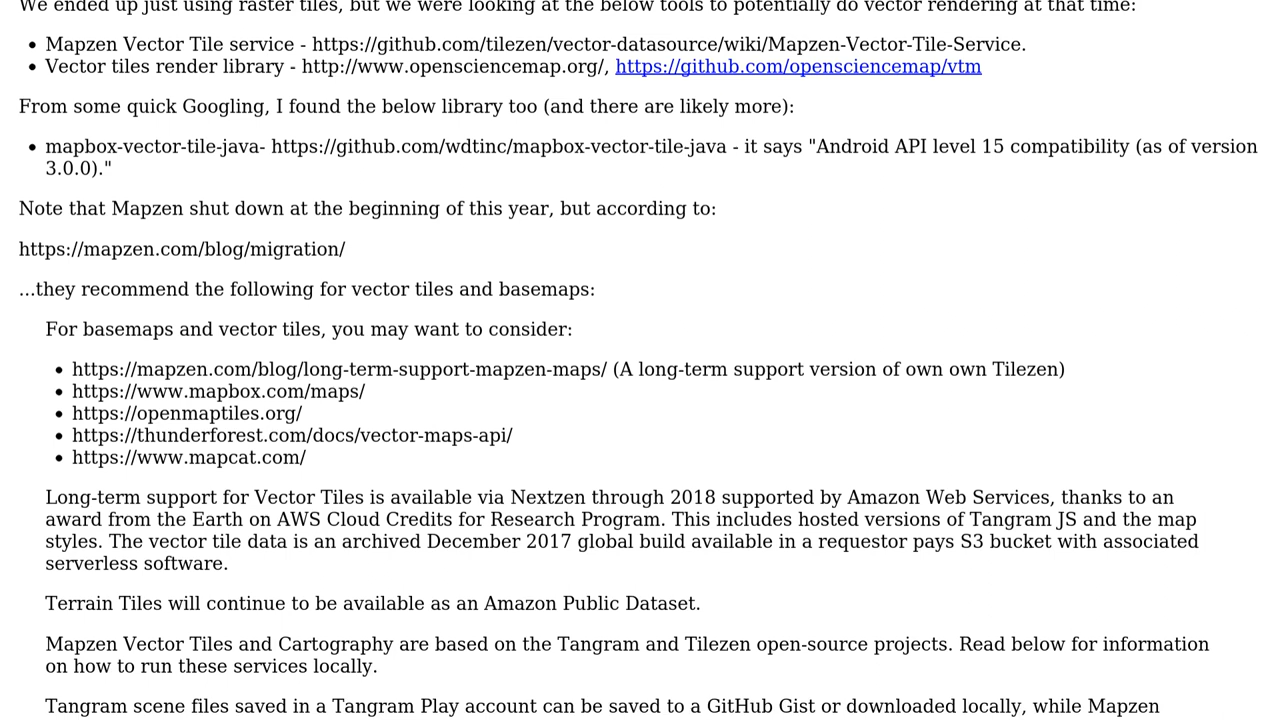 We ended up just using raster tiles, but we were looking at the below tools to potentially do vector rendering at that time:
• Mapzen Vector Tile service - https://github.com/tilezen/vector-datasource/wiki/Mapzen-Vector-Tile-Service.
• Vector tiles render library - http://www.opensciencemap.org/, https://github.com/opensciencemap/vtm
From some quick Googling, I found the below library too (and there are likely more):
• mapbox-vector-tile-java- https://github.com/wdtinc/mapbox-vector-tile-java - it says "Android API level 15 compatibility (as of version
3.0.0)."
Note that Mapzen shut down at the beginning of this year, but according to:
https://mapzen.com/blog/migration/
...they recommend the following for vector tiles and basemaps:
For basemaps and vector tiles, you may want to consider:
• https://mapzen.com/blog/long-term-support-mapzen-maps/ (A long-term support version of own own Tilezen)
• https://www.mapbox.com/maps/
• https://openmaptiles.org/
• https://thunderforest.com/docs/vector-maps-api/
• https://www.mapcat.com/
Long-term support for Vector Tiles is available via Nextzen through 2018 supported by Amazon Web Services, thanks to an
award from the Earth on AWS Cloud Credits for Research Program. This includes hosted versions of Tangram JS and the map
styles. The vector tile data is an archived December 2017 global build available in a requestor pays S3 bucket with associated
serverless software.
Terrain Tiles will continue to be available as an Amazon Public Dataset.
Mapzen Vector Tiles and Cartography are based on the Tangram and Tilezen open-source projects. Read below for information
on how to run these services locally.
Tangram scene files saved in a Tangram Play account can be saved to a GitHub Gist or downloaded locally, while Mapzen